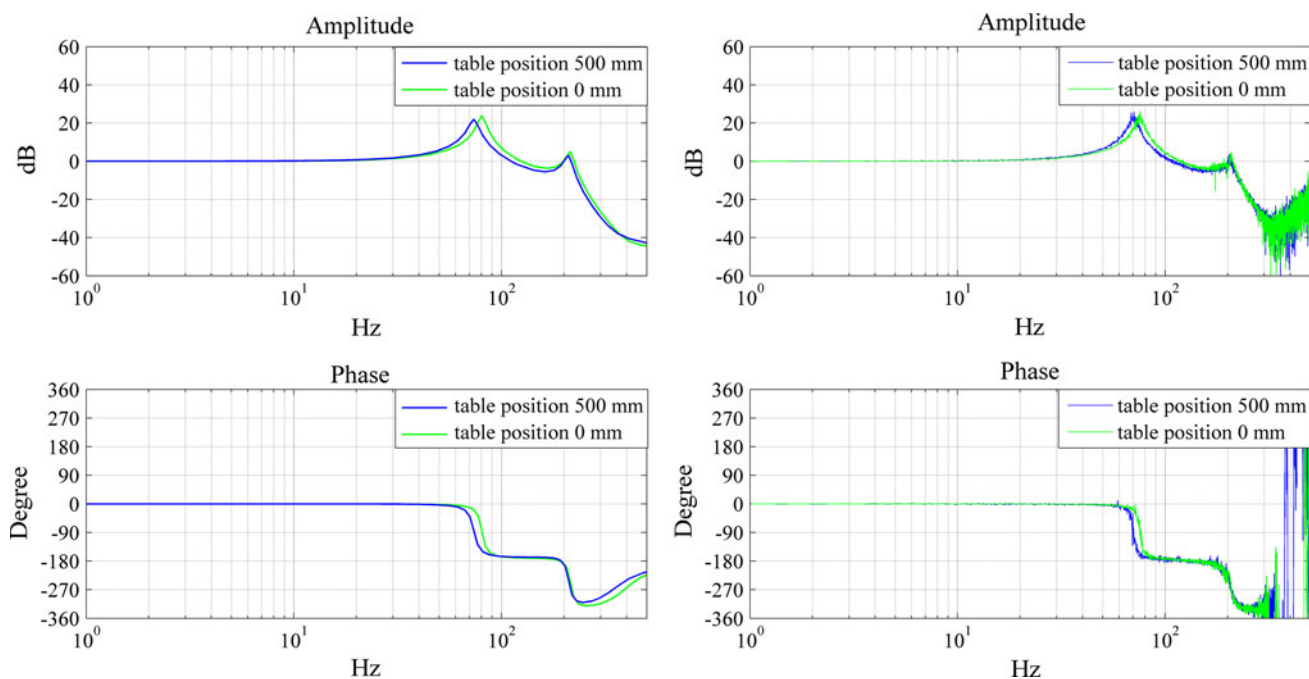 Amplitude
60
40
20
0
-20
-40
-60
dB
table position 500 mm
table position 0 mm
10^0
10^1
10^2
Hz
Amplitude
60
40
20
0
-20
-40
-60
dB
table position 500 mm
table position 0 mm
10^0
10^1
10^2
Hz
Phase
360
270
180
90
0
-90
-180
-270
-360
Degree
table position 500 mm
table position 0 mm
10^0
10^1
10^2
Hz
Phase
360
270
180
90
0
-90
-180
-270
-360
Degree
table position 500 mm
table position 0 mm
10^0
10^1
10^2
Hz